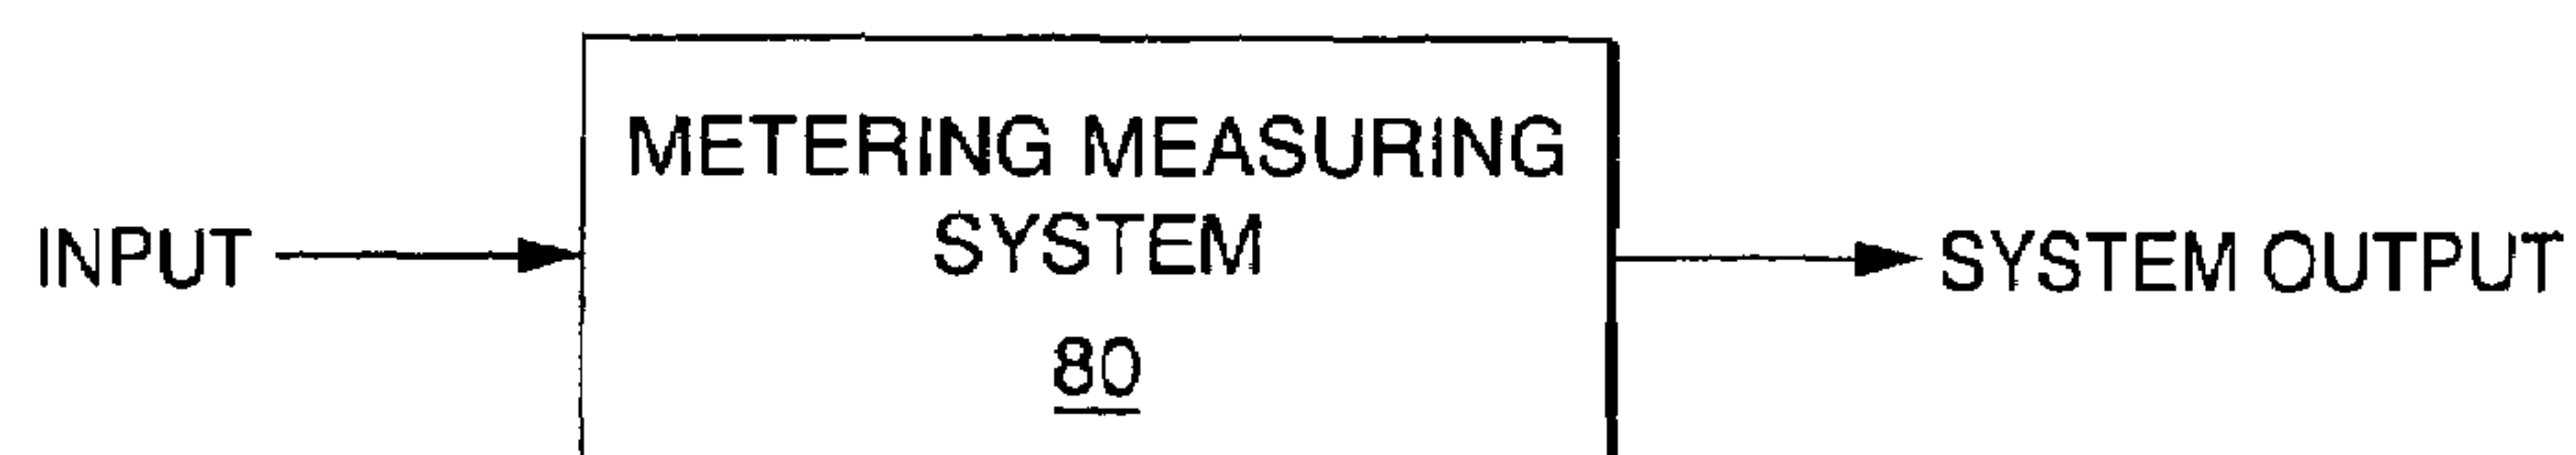 METERING MEASURING
SYSTEM
INPUT
SYSTEM OUTPUT
80